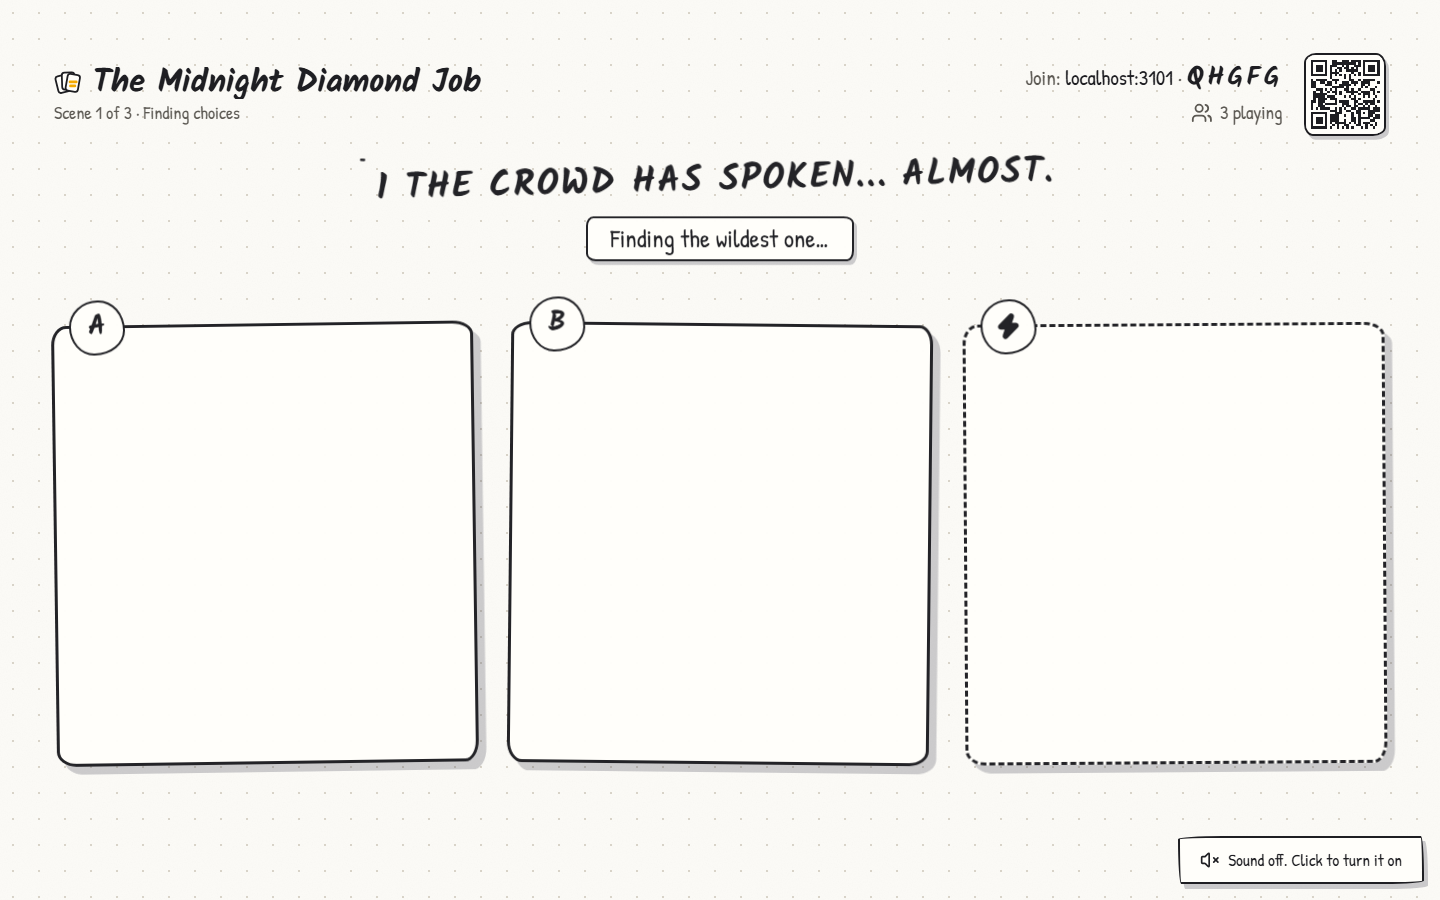 The Midnight Diamond Job
Scene 1 of 3 · Finding choices
Join: localhost:3101 · QHGFG
3 playing
THE CROWD HAS SPOKEN... ALMOST.
Finding the wildest one...
A
B
Sound off. Click to turn it on